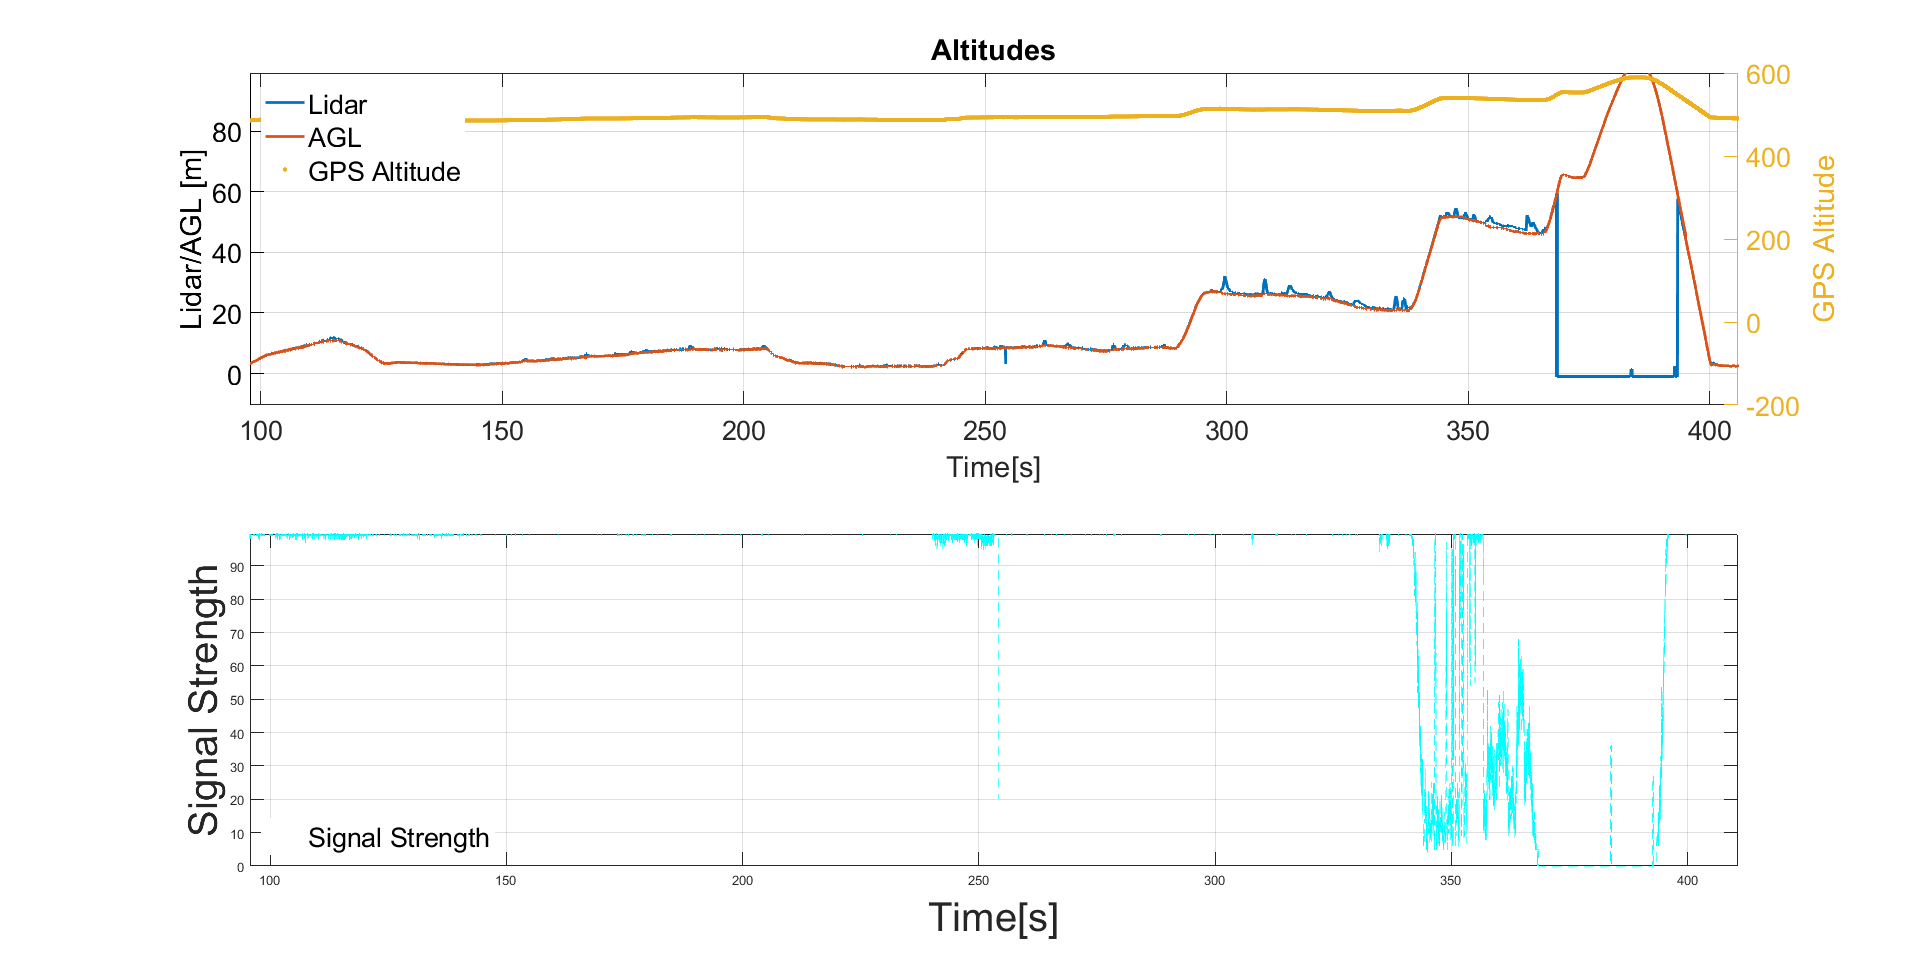 Altitudes
Lidar
AGL
GPS Altitude
Lidar/AGL [m]
80
60
40
20
0
600
400
200
0
-200
GPS Altitude
100 150 200 250 300 350 400
Time[s]
Signal Strength
90
80
70
60
50
40
30
20
10
0
Signal Strength
100 150 200 250 300 350 400
Time[s]